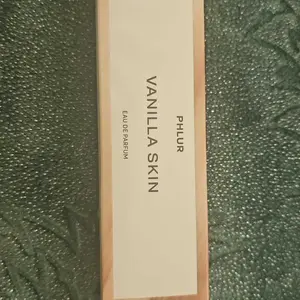 PHLUR
VANILLA SKIN
EAU DE PARFUM